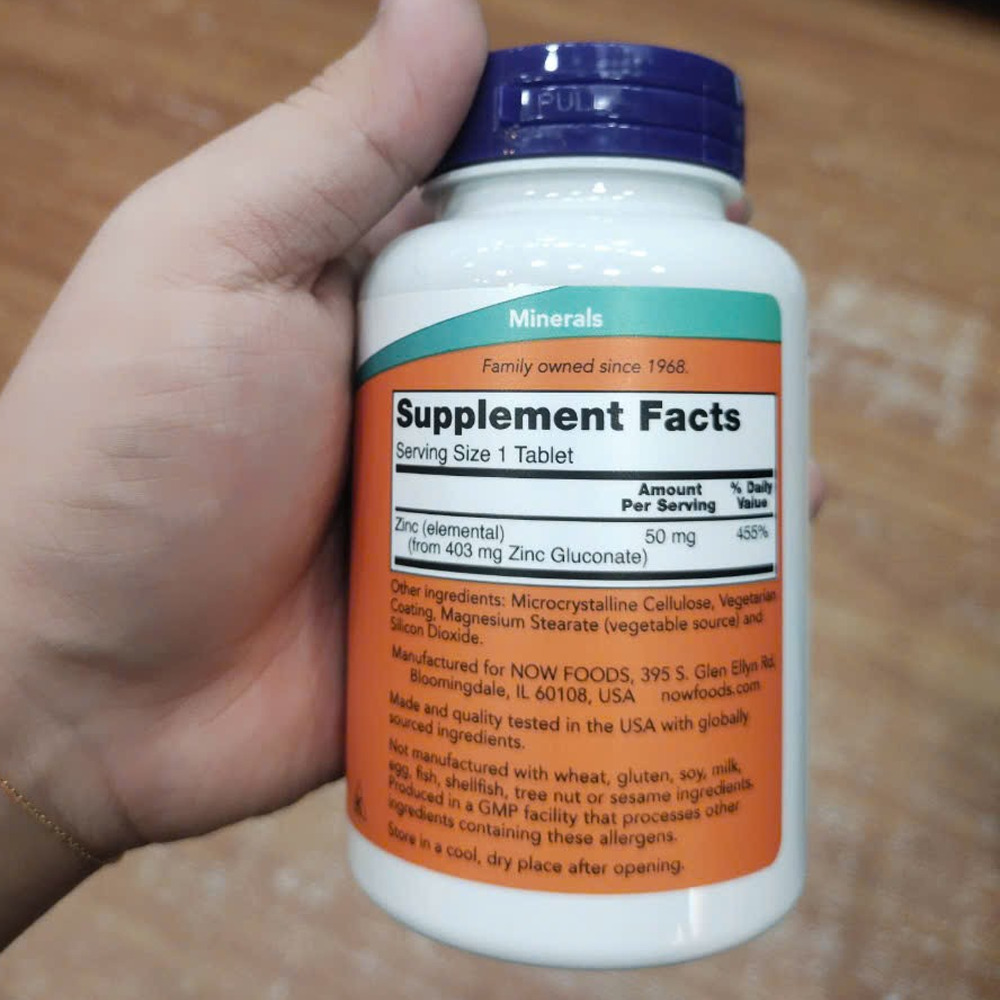 PULL
Minerals
Family owned since 1968.
Supplement Facts
Serving Size 1 Tablet
Amount
Per Serving
% Daily
Value
Zinc (elemental)
(from 403 mg Zinc Gluconate)
50 mg
455%
Other ingredients: Microcrystalline Cellulose, Vegetarian
Coating, Magnesium Stearate (vegetable source) and
Silicon Dioxide.
Manufactured for NOW FOODS, 395 S. Glen Ellyn Rd.
Bloomingdale, IL 60108, USA nowfoods.com
Made and quality tested in the USA with globally
sourced ingredients.
Not manufactured with wheat, gluten, soy, milk,
egg, fish, shellfish, tree nut or sesame ingredients.
Produced in a GMP facility that processes other
ingredients containing these allergens.
Store in a cool, dry place after opening.